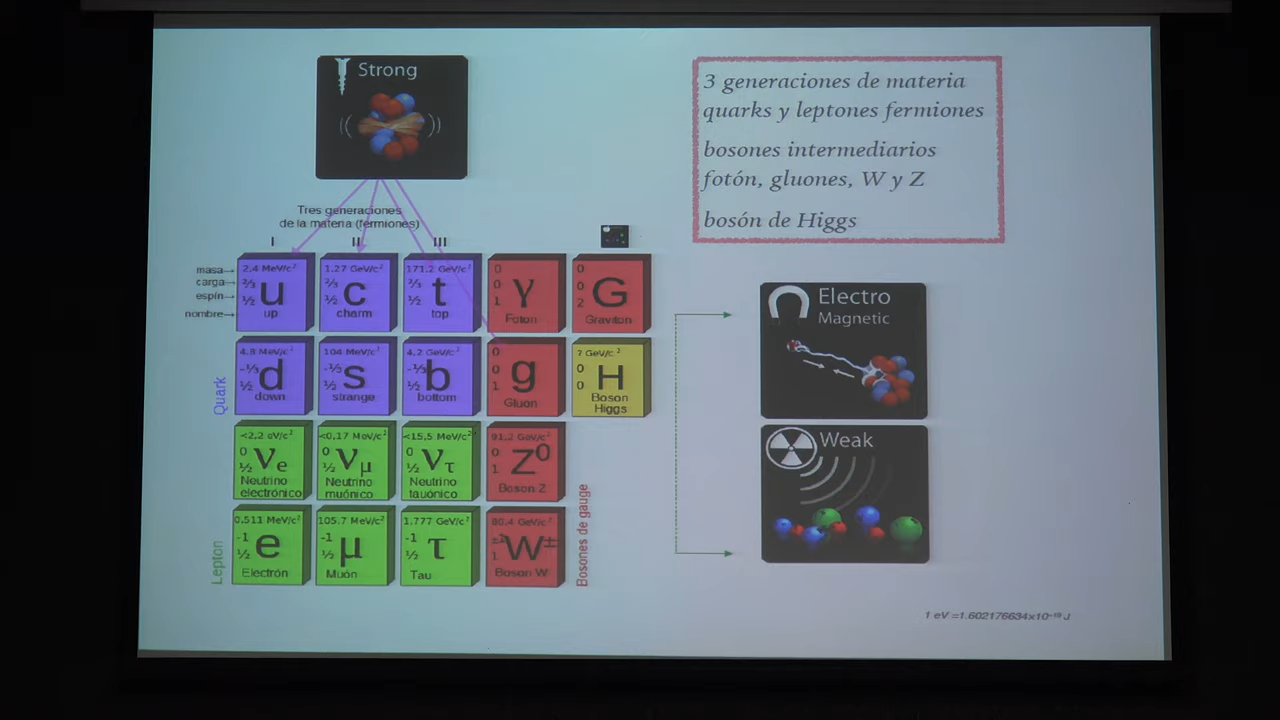 Strong
3 generaciones de materia
quarks y leptones fermiones
bosones intermediarios
fotón, gluones, W y Z
bosón de Higgs
Tres generaciones
de la materia (fermiones)
I II III
masa
carga
espín
nombre
2.4 MeV/c²
⅔
½
u
up
1.27 GeV/c²
⅔
½
c
charm
171.2 GeV/c²
⅔
½
t
top
0
0
1
γ
Foton
0
0
2
G
Graviton
Quark
4.8 MeV/c²
-⅓
½
d
down
104 MeV/c²
-⅓
½
s
strange
4.2 GeV/c²
-⅓
½
b
bottom
0
0
1
g
Gluon
? GeV/c²
0
0
H
Boson
Higgs
<2,2 eV/c²
0
½
νe
Neutrino
electrónico
<0,17 MeV/c²
0
½
νμ
Neutrino
muónico
<15,5 MeV/c²
0
½
ντ
Neutrino
tauónico
91,2 GeV/c²
0
1
Z⁰
Boson Z
Lepton
0.511 MeV/c²
-1
½
e
Electrón
105.7 MeV/c²
-1
½
μ
Muón
1.777 GeV/c²
-1
½
τ
Tau
80.4 GeV/c²
±1
1
W±
Boson W
Bosones de gauge
Electro
Magnetic
Weak
1 eV =1.602176634x10⁻¹⁹ J